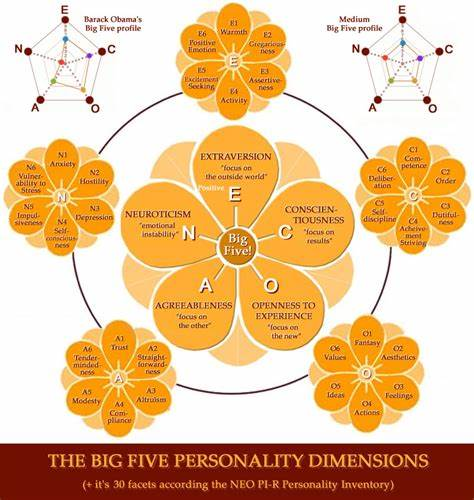 Barack Obama's
Big Five profile
E
N
C
A
O
Medium
Big Five profile
E
N
C
A
O
E1
Warmth
E2
Gregarious-
ness
E3
Assertive-
ness
E4
Activity
E5
Excitement
Seeking
E6
Positive
Emotion
E
N1
Anxiety
N2
Hostility
N3
Depression
N4
Self-
conscious-
ness
N5
Impul-
siveness
N6
Vulner-
ability to
Stress
N
C1
Com-
petence
C2
Order
C3
Dutiful-
ness
C4
Acheivement
Striving
C5
Self-
discipline
C6
Deliber-
ation
C
EXTRAVERSION
"focus on
the outside world"
Positive
E
NEUROTICISM
"emotional
instability"
N
CONSCIEN-
TIOUSNESS
"focus on
results"
C
Big
Five!
A
O
AGREEABLENESS
"focus on
the other"
OPENNESS TO
EXPERIENCE
"focus on
the new"
A1
Trust
A2
Straight-
forward-
ness
A3
Altruism
A4
Com-
pliance
A5
Modesty
A6
Tender-
minded-
ness
A
O1
Fantasy
O2
Aesthetics
O3
Feelings
O4
Actions
O5
Ideas
O6
Values
O
THE BIG FIVE PERSONALITY DIMENSIONS
(+ it's 30 facets according the NEO PI-R Personality Inventory)